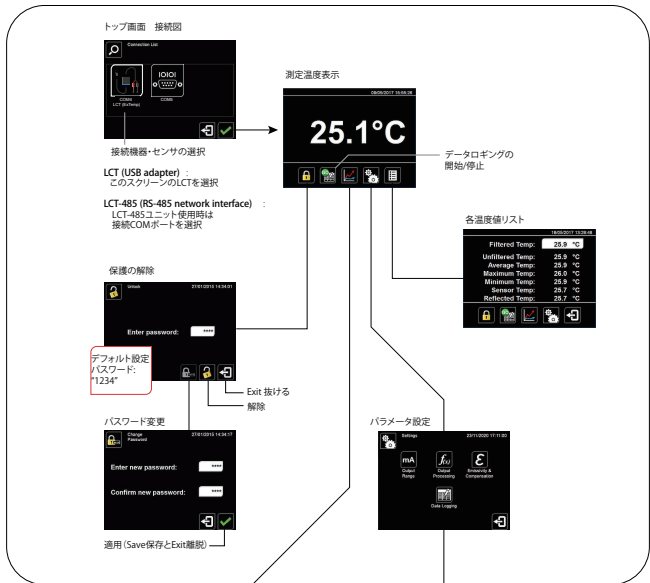 トップ画面　接続図
Connection List
COM4
LCT (ExTemp)
COM5
接続機器・センサの選択
LCT (USB adapter) :
このスクリーンのLCTを選択
LCT-485 (RS-485 network interface) :
LCT-485ユニット使用時は
接続COMポートを選択
測定温度表示
25.1°C
データロギングの
開始/停止
各温度値リスト
18/05/2017 13:28:48
Filtered Temp: 25.9 °C
Unfiltered Temp: 25.9 °C
Average Temp: 25.9 °C
Maximum Temp: 26.0 °C
Minimum Temp: 25.9 °C
Sensor Temp: 25.7 °C
Reflected Temp: 25.7 °C
保護の解除
Unlock
27/01/2015 14:34:01
Enter password: ****
デフォルト設定
パスワード:
"1234"
Exit 抜ける
解除
パスワード変更
Change
Password
27/01/2015 14:34:17
Enter new password: ****
Confirm new password: ****
適用（Save保存とExit離脱）
パラメータ設定
Settings
23/11/2020 17:11:00
mA
Output
Range
f(x)
Output
Processing
ε
Emissivity &
Compensation
Data Logging